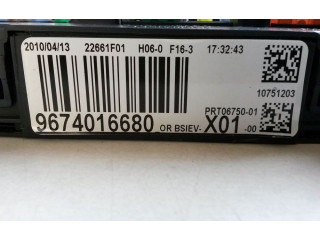 2010/04/13 22661F01 H06-0 F16-3 17:32:43
10751203
PRT06750-01
9674016680 OR BSIEV- X01 -00